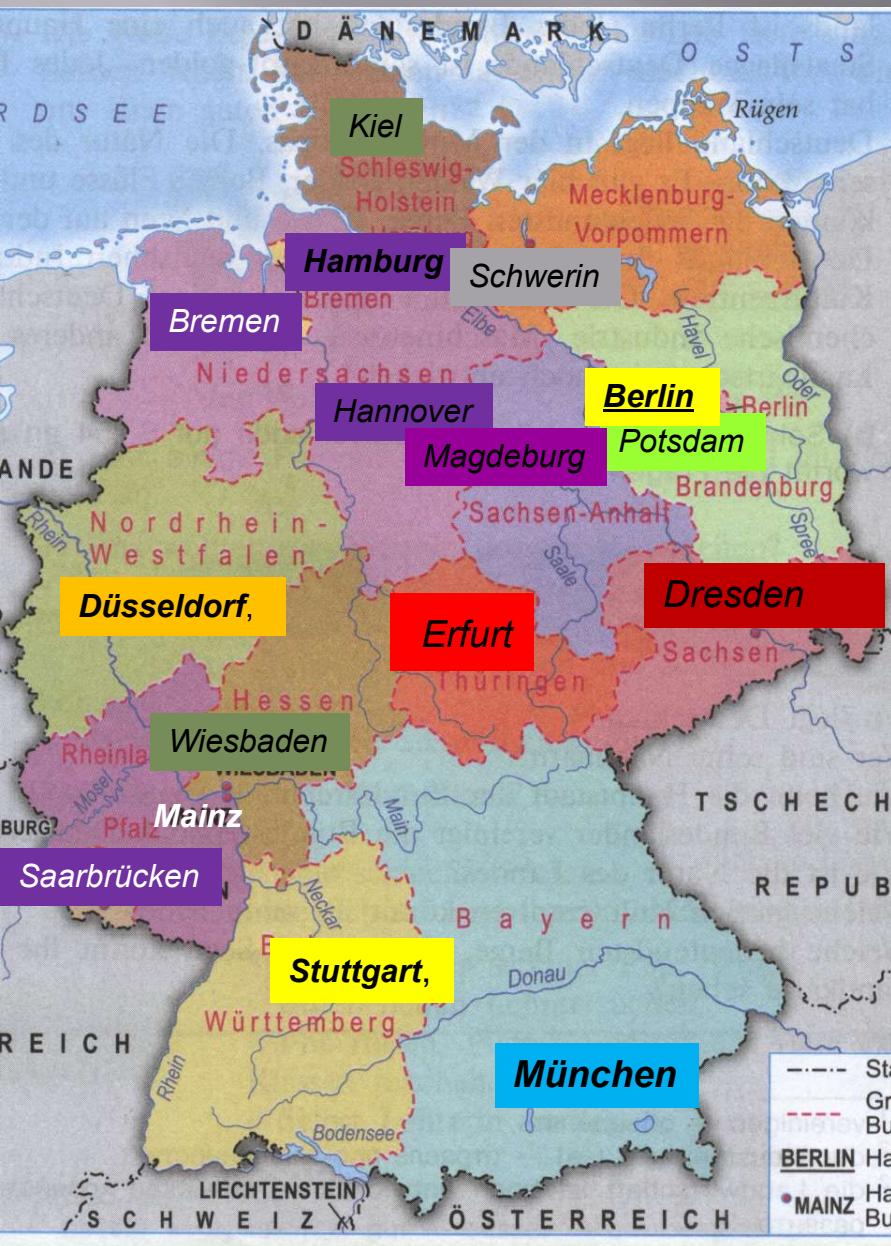 D Ä N E M A R K
O S T S
R D S E E
Rügen
Kiel
Schleswig-
Holstein
Mecklenburg-
Vorpommern
Hamburg
Schwerin
Bremen
Bremen
Elbe
Havel
Oder
Niedersachsen
Berlin
Berlin
Hannover
Potsdam
Magdeburg
ANDE
Brandenburg
Rhein
Sachsen-Anhalt
Spree
Nordrhein-
Westfalen
Saale
Düsseldorf,
Dresden
Erfurt
Sachsen
Thüringen
Hessen
Wiesbaden
Rheinla
Mosel
WIESBADEN
Main
TSCHECH
BURG
Pfalz
Mainz
Saarbrücken
Neckar
REPUB
Bayern
B
Stuttgart,
Donau
Württemberg
REICH
Rhein
München
Sta
Gr
Bu
Bodensee
BERLIN Ha
LIECHTENSTEIN
MAINZ Ha
Bu
SCHWEIZ
ÖSTERREICH